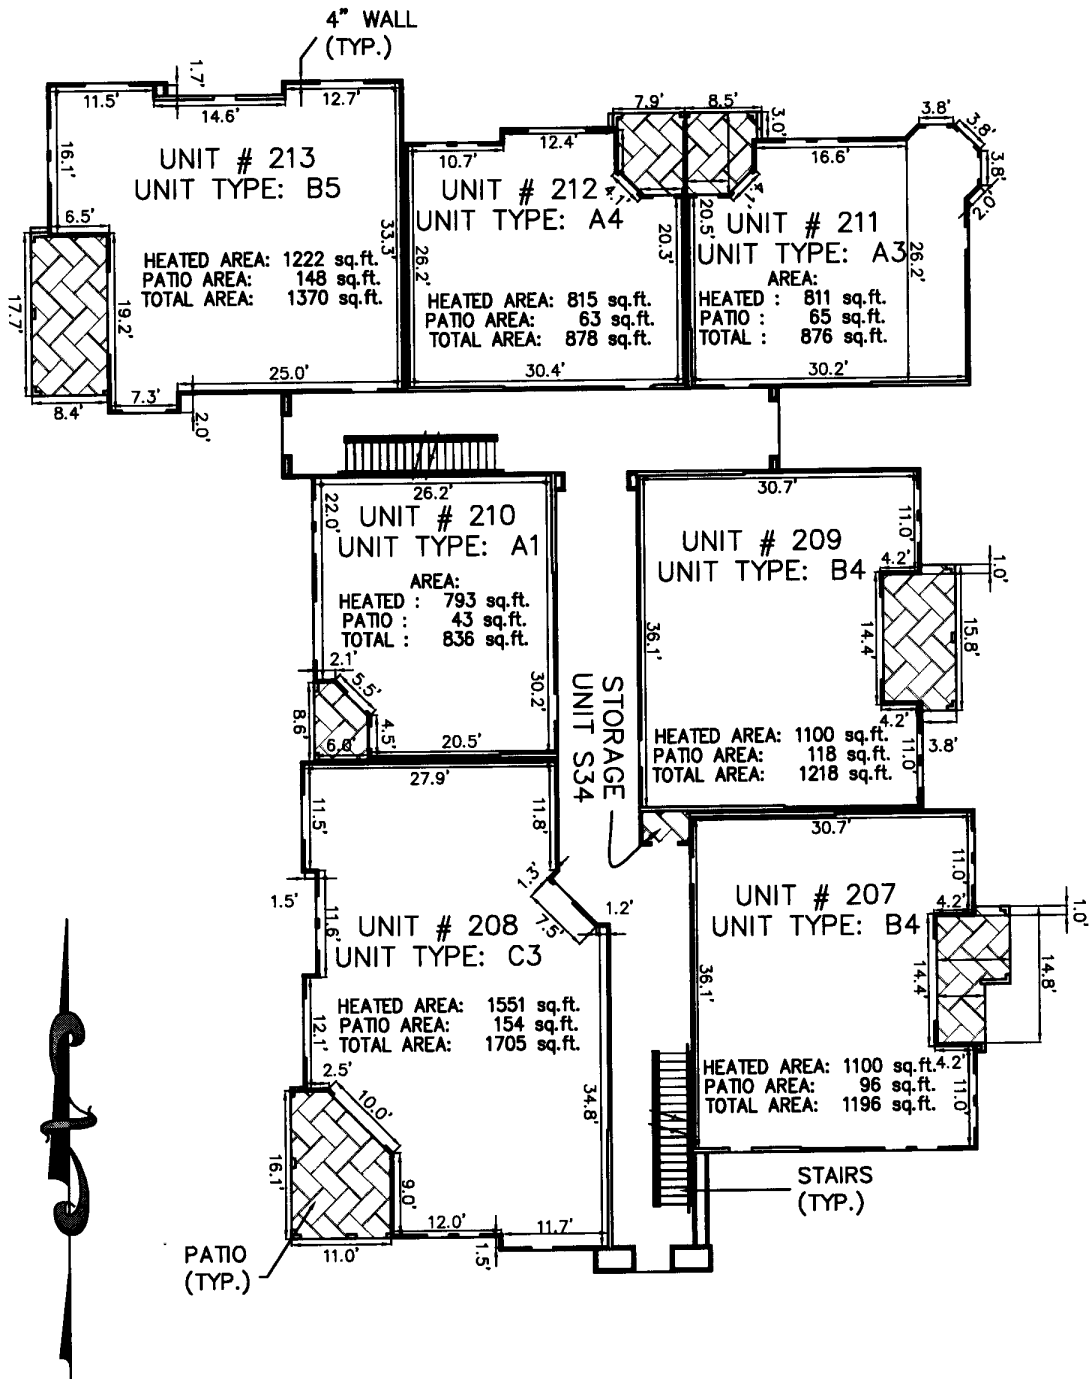 4" WALL
(TYP.)
11.5'
1.7'
14.6'
12.7'
16.1'
UNIT # 213
UNIT TYPE: B5
6.5'
33.3'
HEATED AREA: 1222 sq.ft.
PATIO AREA: 148 sq.ft.
TOTAL AREA: 1370 sq.ft.
17.7'
19.2'
25.0'
7.3'
8.4'
2.0'
10.7'
12.4'
7.9'
4.1'
UNIT # 212
UNIT TYPE: A4
26.2'
20.3'
HEATED AREA: 815 sq.ft.
PATIO AREA: 63 sq.ft.
TOTAL AREA: 878 sq.ft.
30.4'
8.5'
3.0'
16.6'
3.8'
3.8'
3.8'
2.0'
4.1'
20.5'
UNIT # 211
UNIT TYPE: A3
26.2'
AREA:
HEATED : 811 sq.ft.
PATIO : 65 sq.ft.
TOTAL : 876 sq.ft.
30.2'
26.2'
22.0'
UNIT # 210
UNIT TYPE: A1
AREA:
HEATED : 793 sq.ft.
PATIO : 43 sq.ft.
TOTAL : 836 sq.ft.
2.1'
5.5'
8.6'
6.0'
4.5'
20.5'
30.2'
30.7'
11.0'
UNIT # 209
UNIT TYPE: B4
4.2'
1.0'
36.1'
14.4'
15.8'
4.2'
3.8'
11.0'
HEATED AREA: 1100 sq.ft.
PATIO AREA: 118 sq.ft.
TOTAL AREA: 1218 sq.ft.
STORAGE
UNIT S34
27.9'
11.5'
11.8'
1.3'
7.5'
1.2'
1.5'
11.6'
UNIT # 208
UNIT TYPE: C3
HEATED AREA: 1551 sq.ft.
PATIO AREA: 154 sq.ft.
TOTAL AREA: 1705 sq.ft.
12.1'
2.5'
10.0'
34.8'
16.1'
9.0'
12.0'
11.7'
11.0'
1.5'
PATIO
(TYP.)
30.7'
11.0'
UNIT # 207
UNIT TYPE: B4
4.2'
1.0'
36.1'
14.4'
14.8'
4.2'
11.0'
HEATED AREA: 1100 sq.ft.
PATIO AREA: 96 sq.ft.
TOTAL AREA: 1196 sq.ft.
STAIRS
(TYP.)